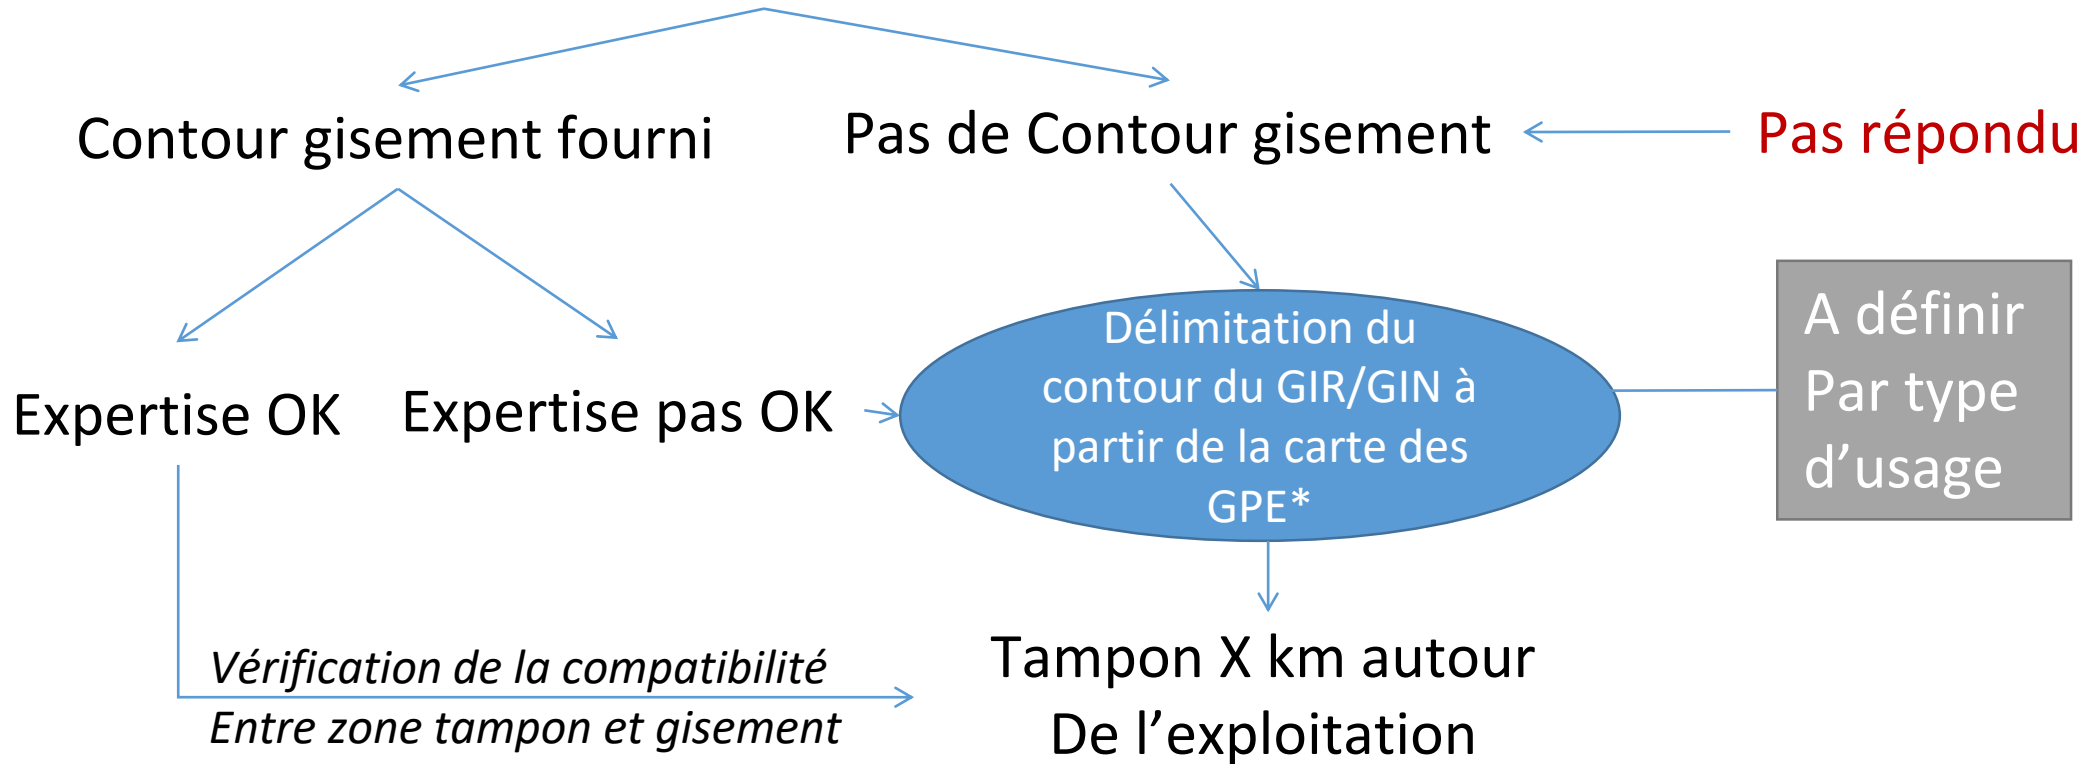 Contour gisement fourni
Pas de Contour gisement
Pas répondu
Expertise OK
Expertise pas OK
Délimitation du
contour du GIR/GIN à
partir de la carte des
GPE*
A définir
Par type
d’usage
Vérification de la compatibilité
Entre zone tampon et gisement
Tampon X km autour
De l’exploitation